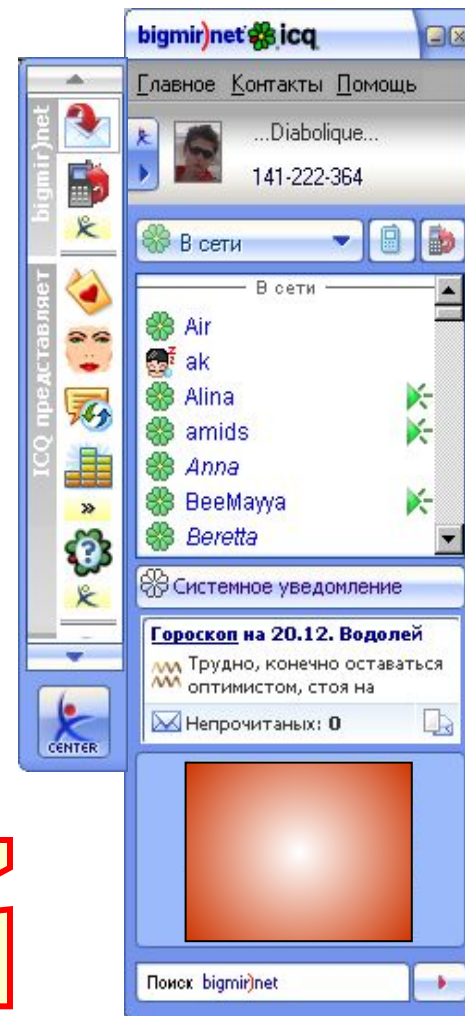 bigmir)net icq
Главное Контакты Помощь
...Diabolique...
141-222-364
bigmir)net
ICQ представляет
В сети
В сети
Air
ak
Alina
amids
Anna
BeeMayya
Beretta
Системное уведомление
Гороскоп на 20.12. Водолей
Трудно, конечно оставаться
оптимистом, стоя на
Непрочитаных: 0
CENTER
Поиск bigmir)net